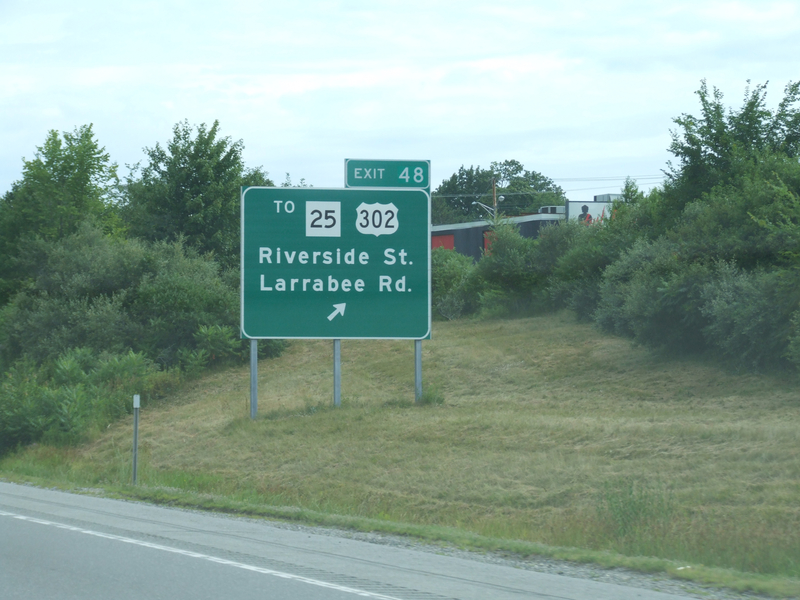 EXIT 48
TO 25 302
Riverside St.
Larrabee Rd.